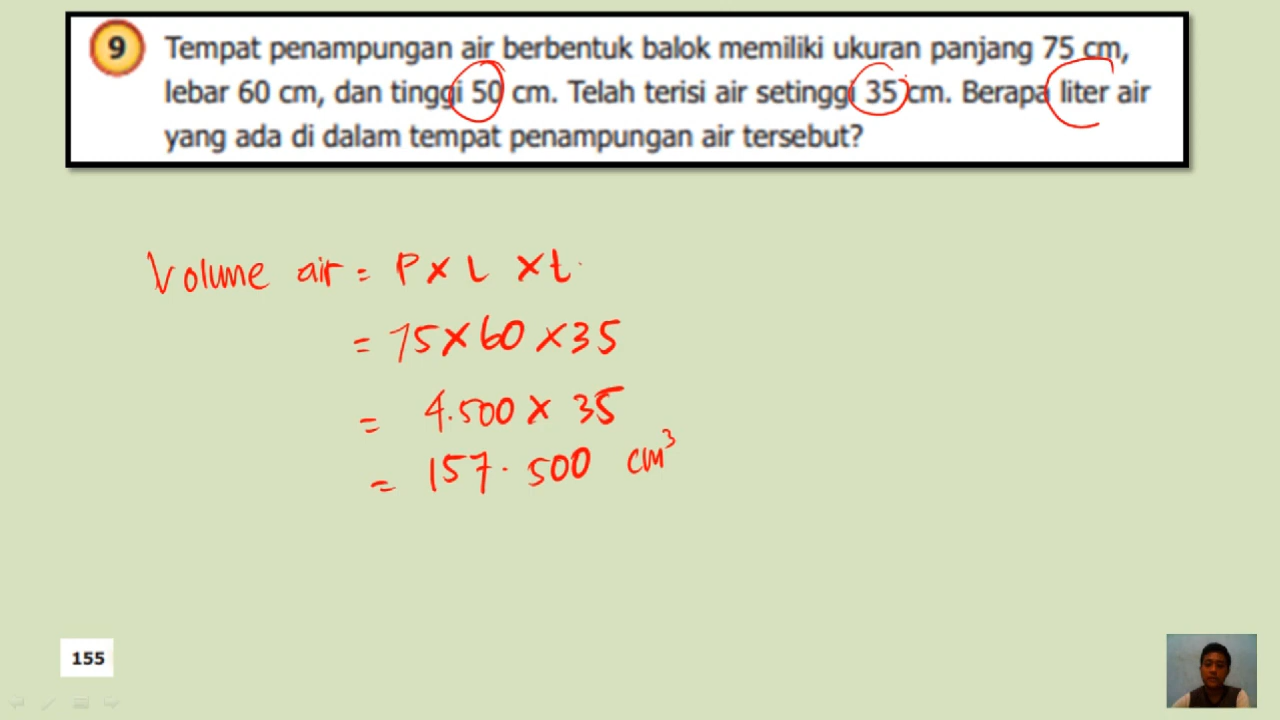 9 Tempat penampungan air berbentuk balok memiliki ukuran panjang 75 cm,
lebar 60 cm, dan tinggi 50 cm. Telah terisi air setinggi 35 cm. Berapa liter air
yang ada di dalam tempat penampungan air tersebut?
Volume air = P × L × t
= 75 × 60 × 35
= 4.500 × 35
= 157.500 cm³
155